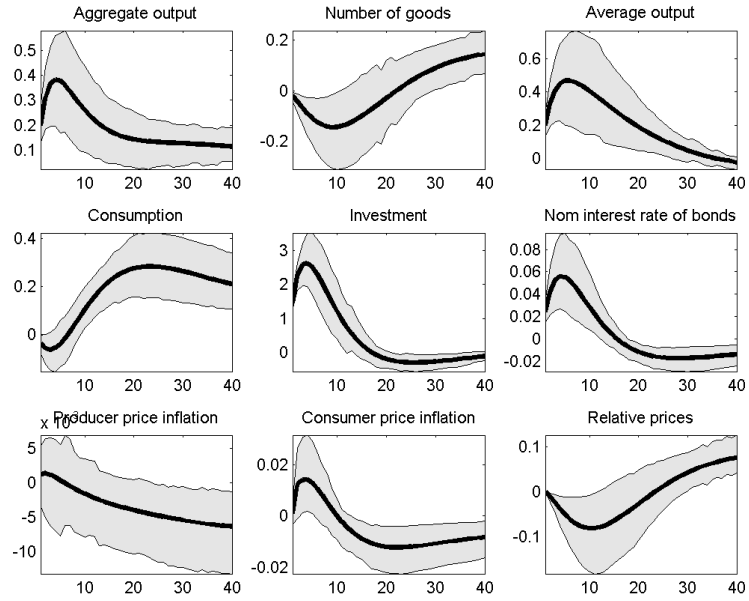 Aggregate output
Number of goods
Average output
0.5
0.4
0.3
0.2
0.1
10 20 30 40
0.2
0
-0.2
10 20 30 40
0.6
0.4
0.2
0
10 20 30 40
Consumption
Investment
Nom interest rate of bonds
0.4
0.2
0
10 20 30 40
3
2
1
0
10 20 30 40
0.08
0.06
0.04
0.02
0
-0.02
10 20 30 40
Producer price inflation
Consumer price inflation
Relative prices
x 10
5
0
-5
-10
10 20 30 40
0.02
0
-0.02
10 20 30 40
0.1
0
-0.1
10 20 30 40